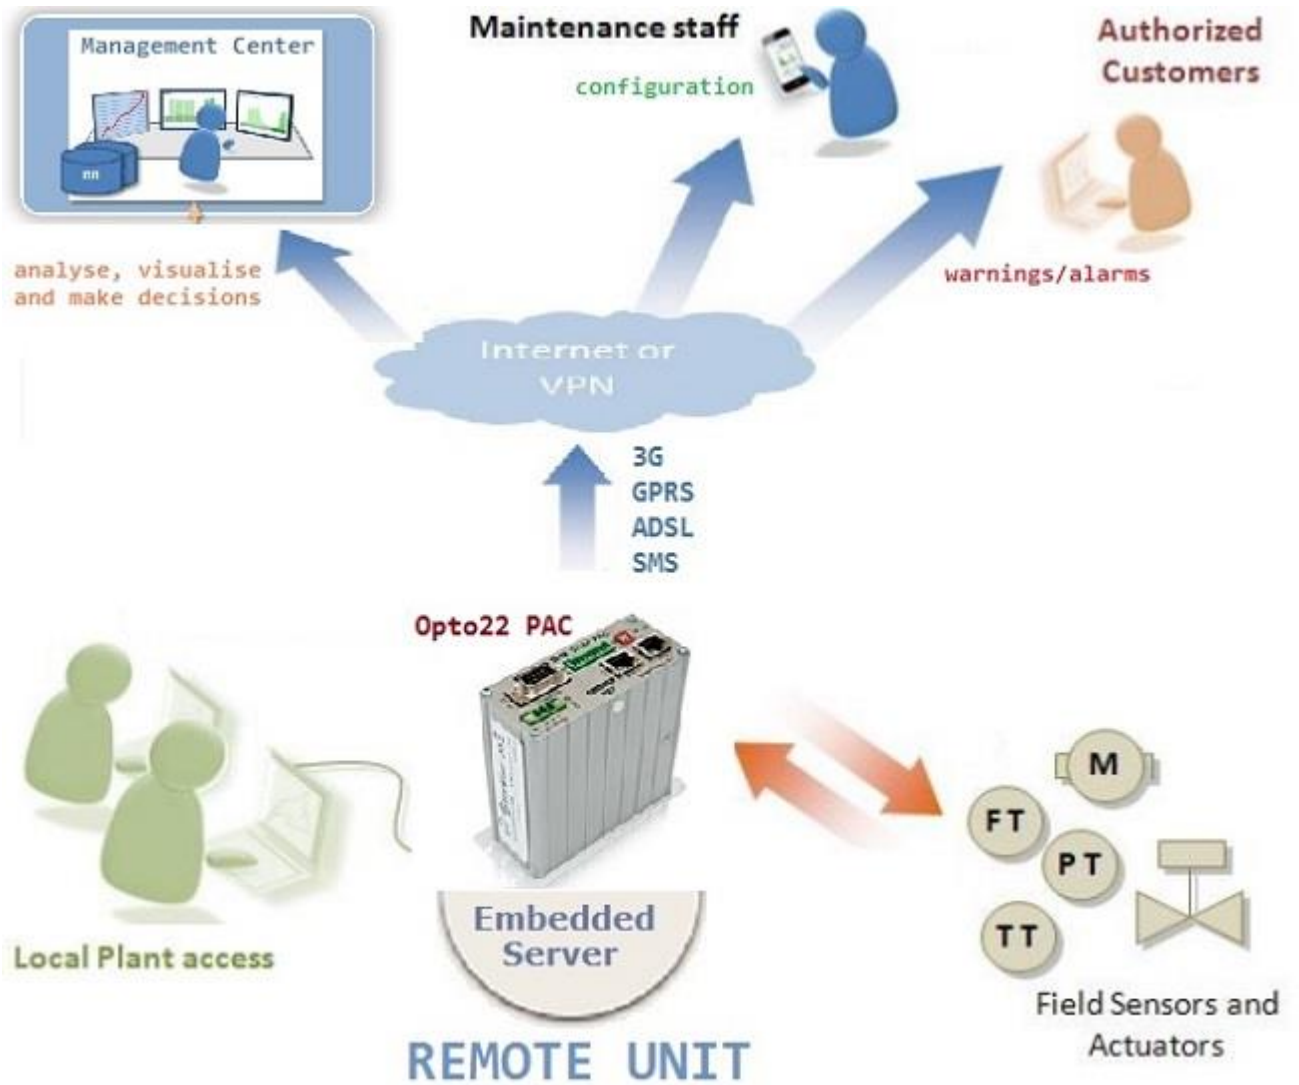 Management Center
Maintenance staff
configuration
Authorized
Customers
analyse, visualise
and make decisions
warnings/alarms
Internet or
VPN
3G
GPRS
ADSL
SMS
Opto22 PAC
M
FT
PT
TT
Embedded
Server
Local Plant access
Field Sensors and
Actuators
REMOTE UNIT